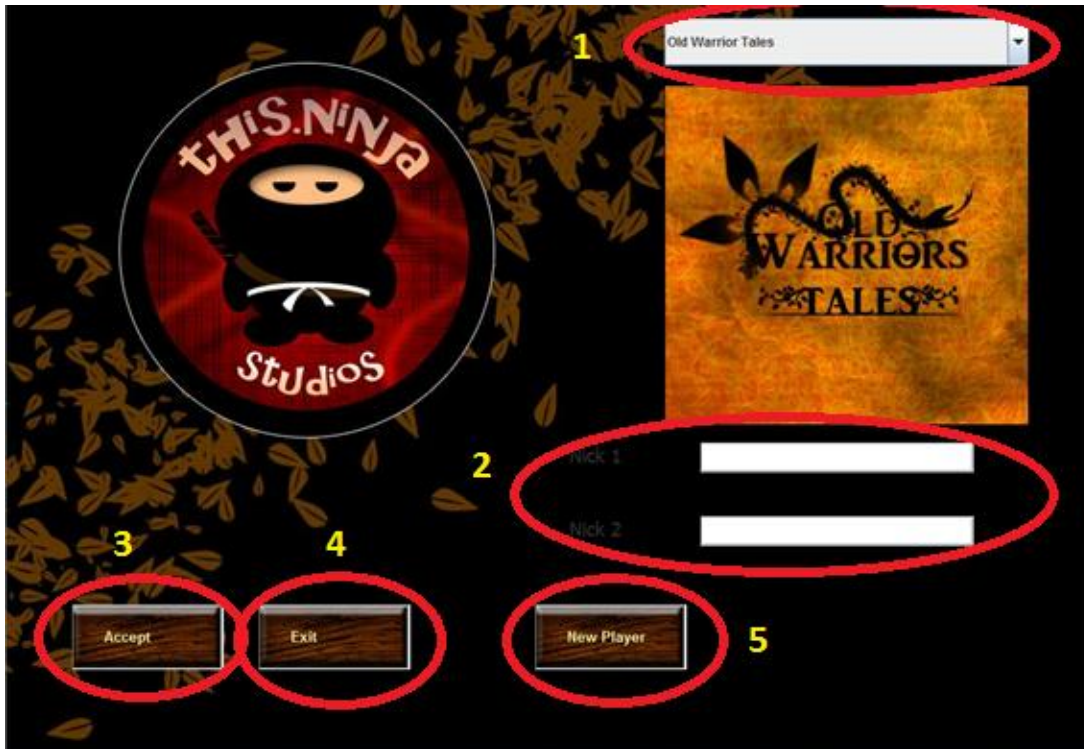 1
Old Warrior Tales
tHiS.NiNJa
StUdioS
OLD
WARRIORS
TALES
2
Nick 1
Nick 2
3
4
Accept
Exit
New Player
5